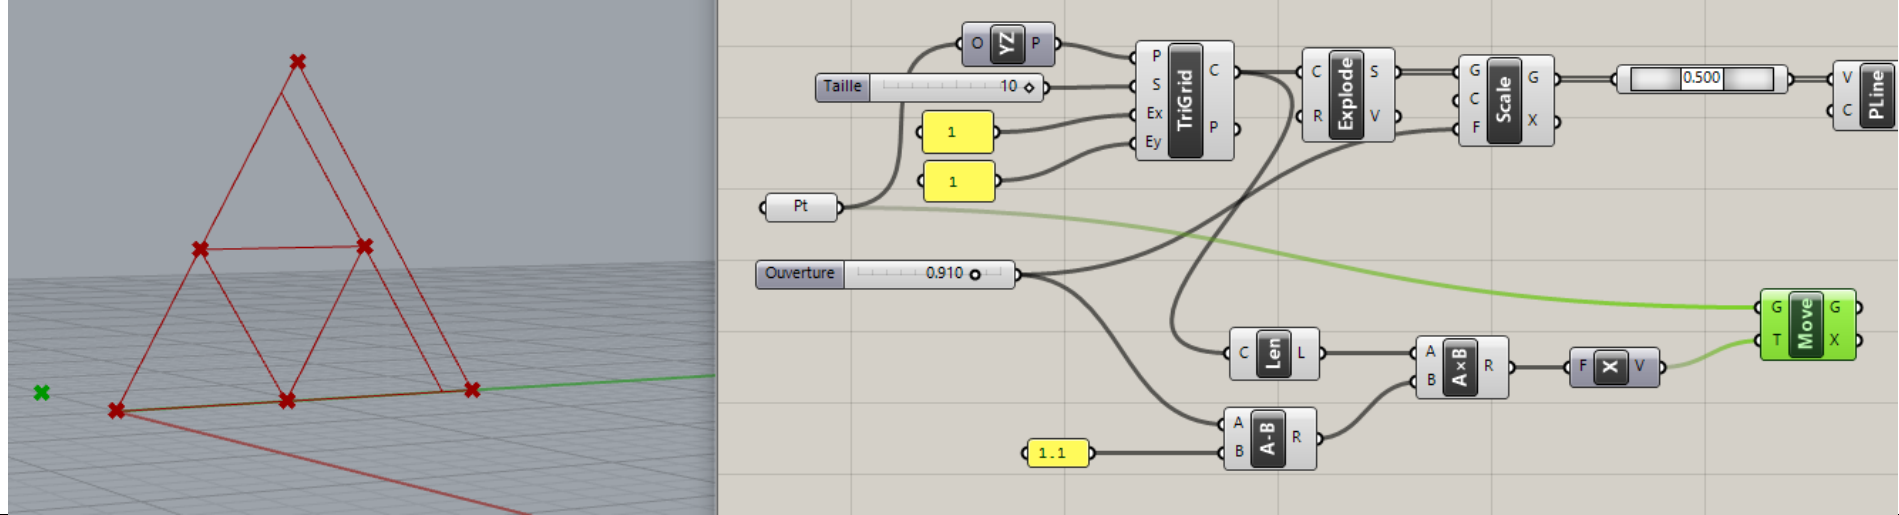 O YZ P
Taille 10
P
S
Ex
Ey
TriGrid
C
P
1
1
Pt
C
R
Explode
S
V
G
C
F
Scale
G
X
0.500
V
C
PLine
Ouverture 0.910
G
T
Move
G
X
C Len L
A
B
A×B
R
F X V
A
B
A-B
R
1.1